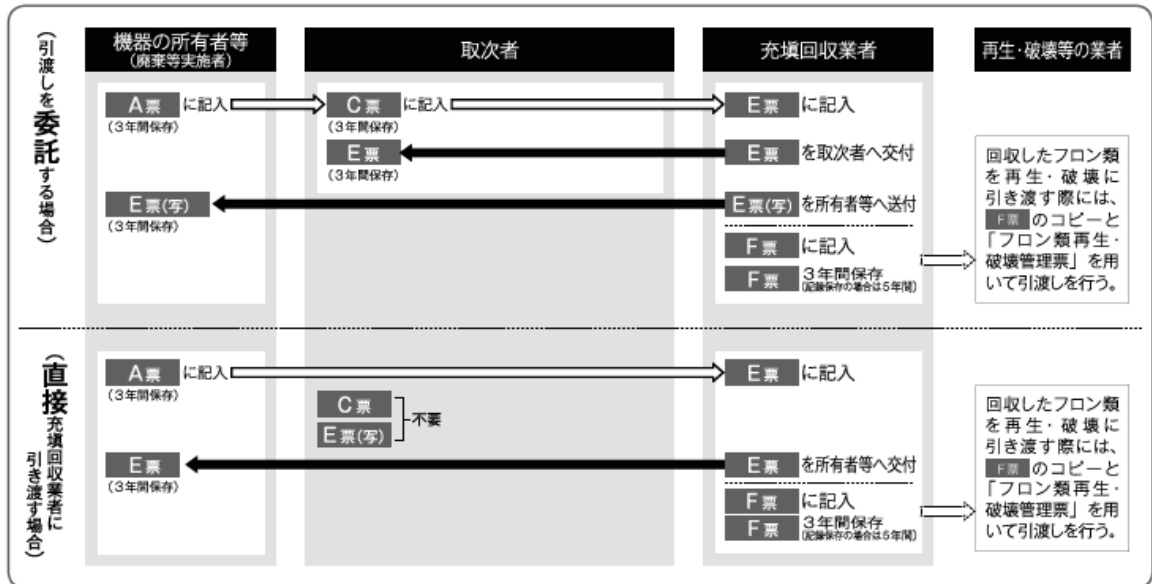 機器の所有者等
(廃棄等実施者)
取次者
充填回収業者
再生・破壊等の業者
(引渡しを委託する場合)
A票 に記入
(3年間保存)
C票 に記入
(3年間保存)
E票 に記入
E票
(3年間保存)
E票 を取次者へ交付
E票(写)
(3年間保存)
E票(写) を所有者等へ送付
F票 に記入
F票 3年間保存
(記録保存の場合は5年間)
回収したフロン類
を再生・破壊に
引き渡す際には、
F票 のコピーと
「フロン類再生・
破壊管理票」を用
いて引渡しを行う。
(直接充填回収業者に
引き渡す場合)
A票 に記入
(3年間保存)
E票 に記入
C票
E票(写)
不要
E票
(3年間保存)
E票 を所有者等へ交付
F票 に記入
F票 3年間保存
(記録保存の場合は5年間)
回収したフロン類
を再生・破壊に
引き渡す際には、
F票 のコピーと
「フロン類再生・
破壊管理票」を用
いて引渡しを行う。